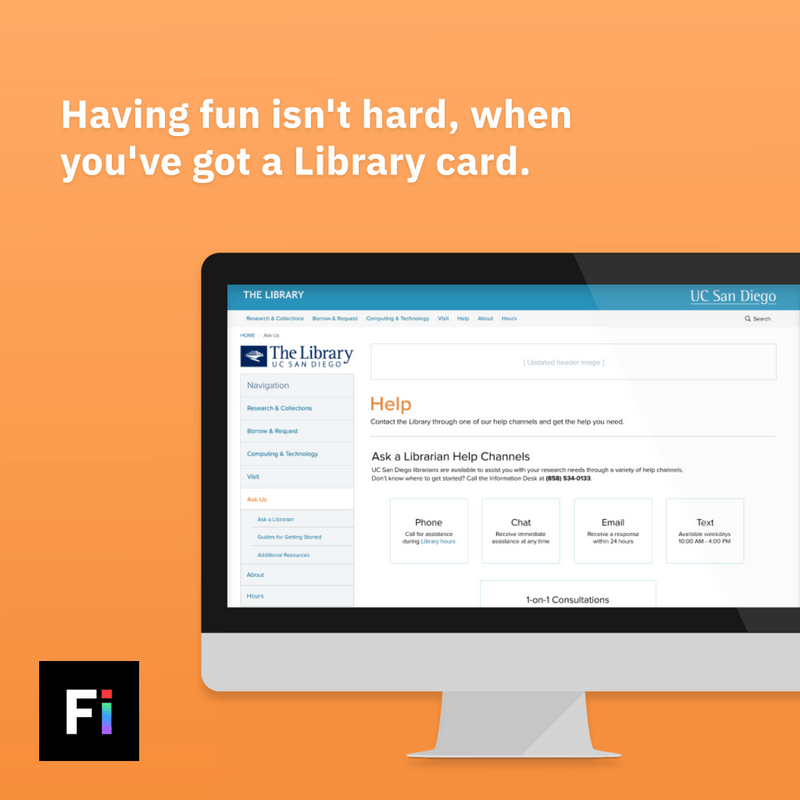 Having fun isn't hard, when
you've got a Library card.
THE LIBRARY
UC San Diego
Research & Collections Borrow & Request Computing & Technology Visit Help About Hours Search
HOME Ask Us
The Library
UC SAN DIEGO
[ Updated header image ]
Navigation
Research & Collections
Borrow & Request
Computing & Technology
Visit
Ask Us
Ask a Librarian
Guides for Getting Started
Additional Resources
About
Hours
Help
Contact the Library through one of our help channels and get the help you need.
Ask a Librarian Help Channels
UC San Diego librarians are available to assist you with your research needs through a variety of help channels.
Don't know where to get started? Call the Information Desk at (858) 534-0133.
Phone
Call for assistance
during Library hours
Chat
Receive immediate
assistance at any time
Email
Receive a response
within 24 hours
Text
Available weekdays
10:00 AM - 4:00 PM
1-on-1 Consultations
Fi